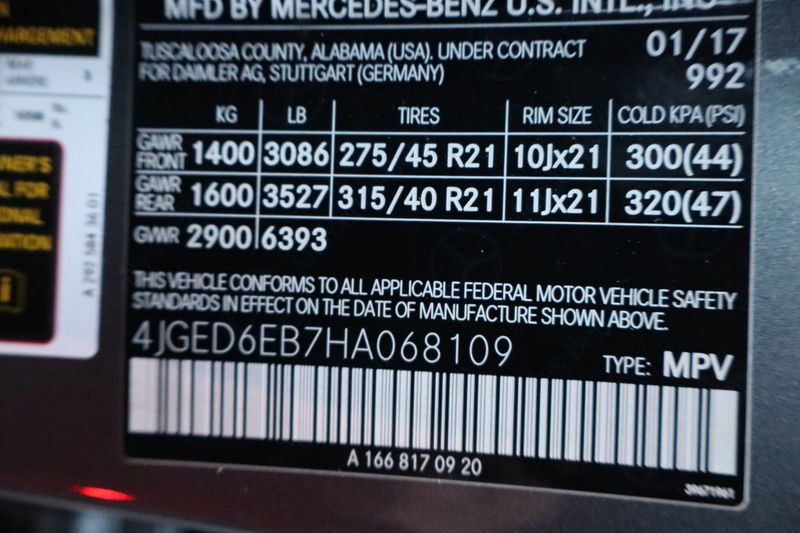 MFD BY MERCEDES-BENZ U.S. INTL., INC
TUSCALOOSA COUNTY, ALABAMA (USA). UNDER CONTRACT
FOR DAIMLER AG, STUTTGART (GERMANY)
01/17
992
KG LB TIRES RIM SIZE COLD KPA(PSI)
GAWR FRONT 1400 3086 275/45 R21 10Jx21 300(44)
GAWR REAR 1600 3527 315/40 R21 11Jx21 320(47)
GVWR 2900 6393
THIS VEHICLE CONFORMS TO ALL APPLICABLE FEDERAL MOTOR VEHICLE SAFETY
STANDARDS IN EFFECT ON THE DATE OF MANUFACTURE SHOWN ABOVE.
4JGED6EB7HA068109
TYPE: MPV
A 166 817 09 20
A 292 584 36 01